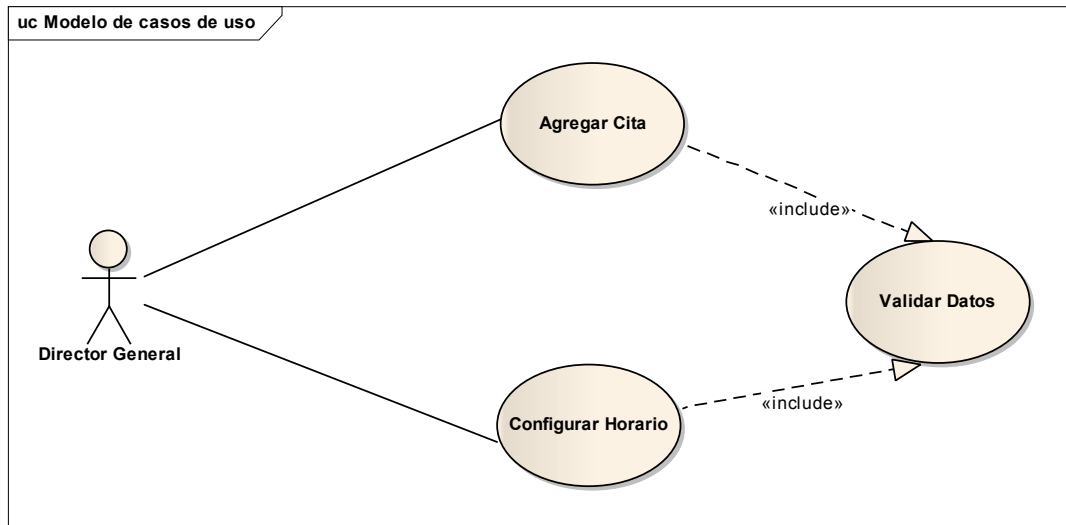 uc Modelo de casos de uso
Agregar Cita
«include»
Validar Datos
Director General
«include»
Configurar Horario